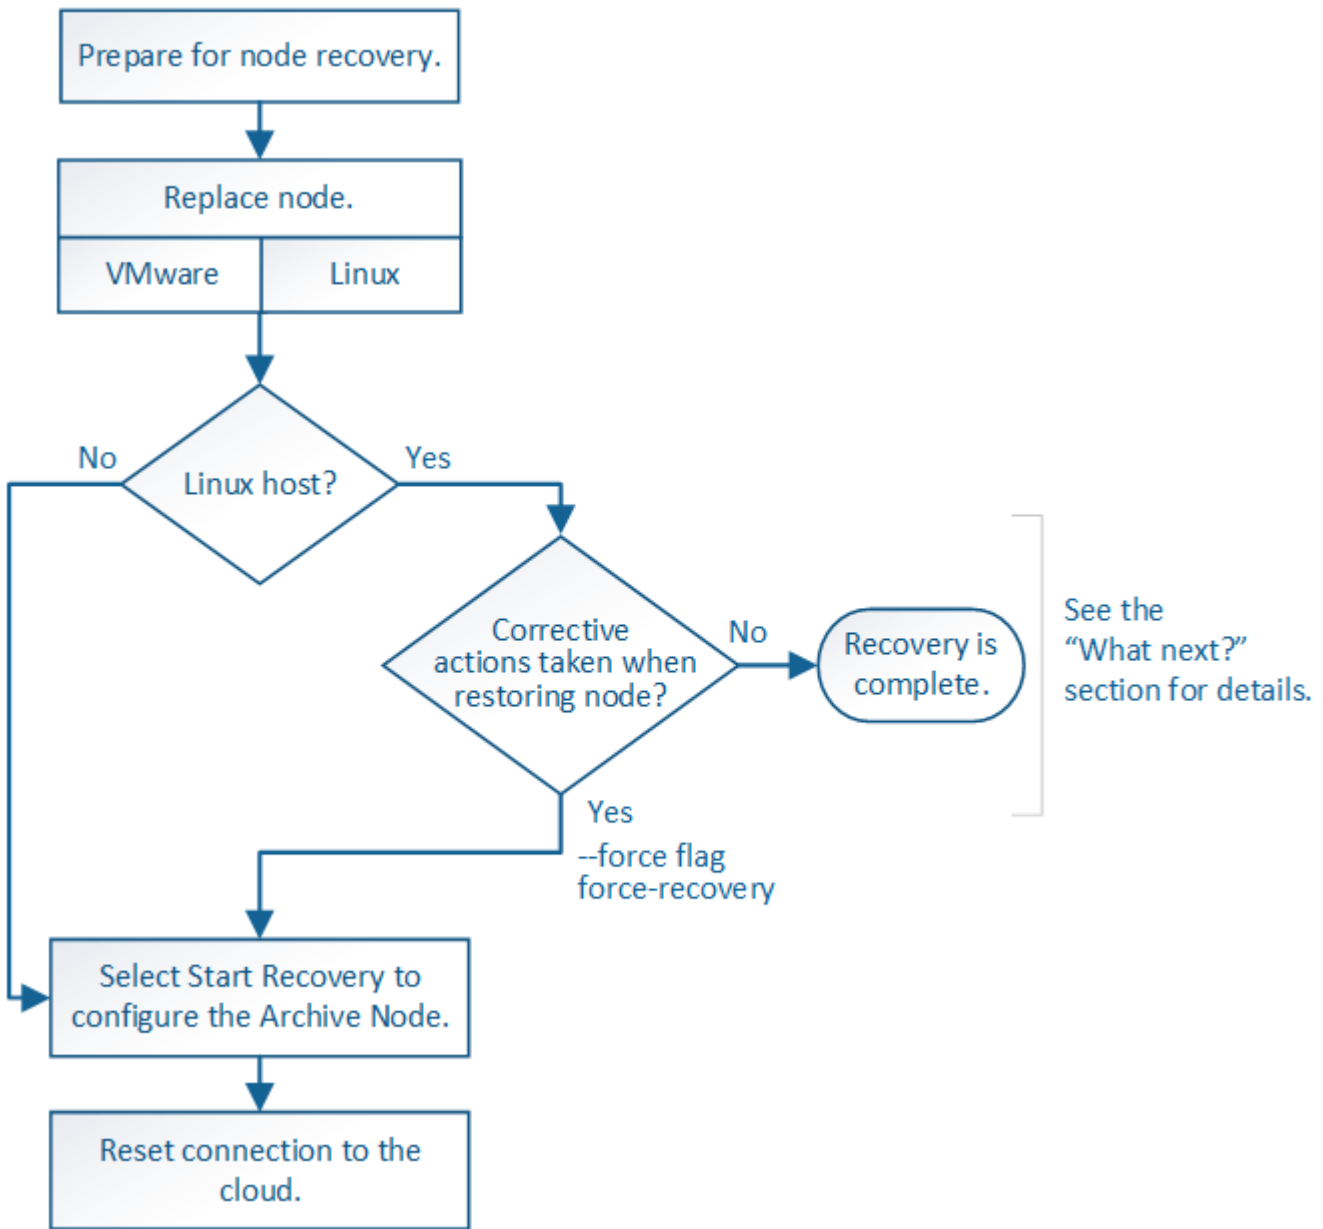 Prepare for node recovery.
Replace node.
VMware
Linux
No
Yes
Linux host?
Corrective
actions taken when
restoring node?
No
Recovery is
complete.
See the
“What next?”
section for details.
Yes
--force flag
force-recovery
Select Start Recovery to
configure the Archive Node.
Reset connection to the
cloud.